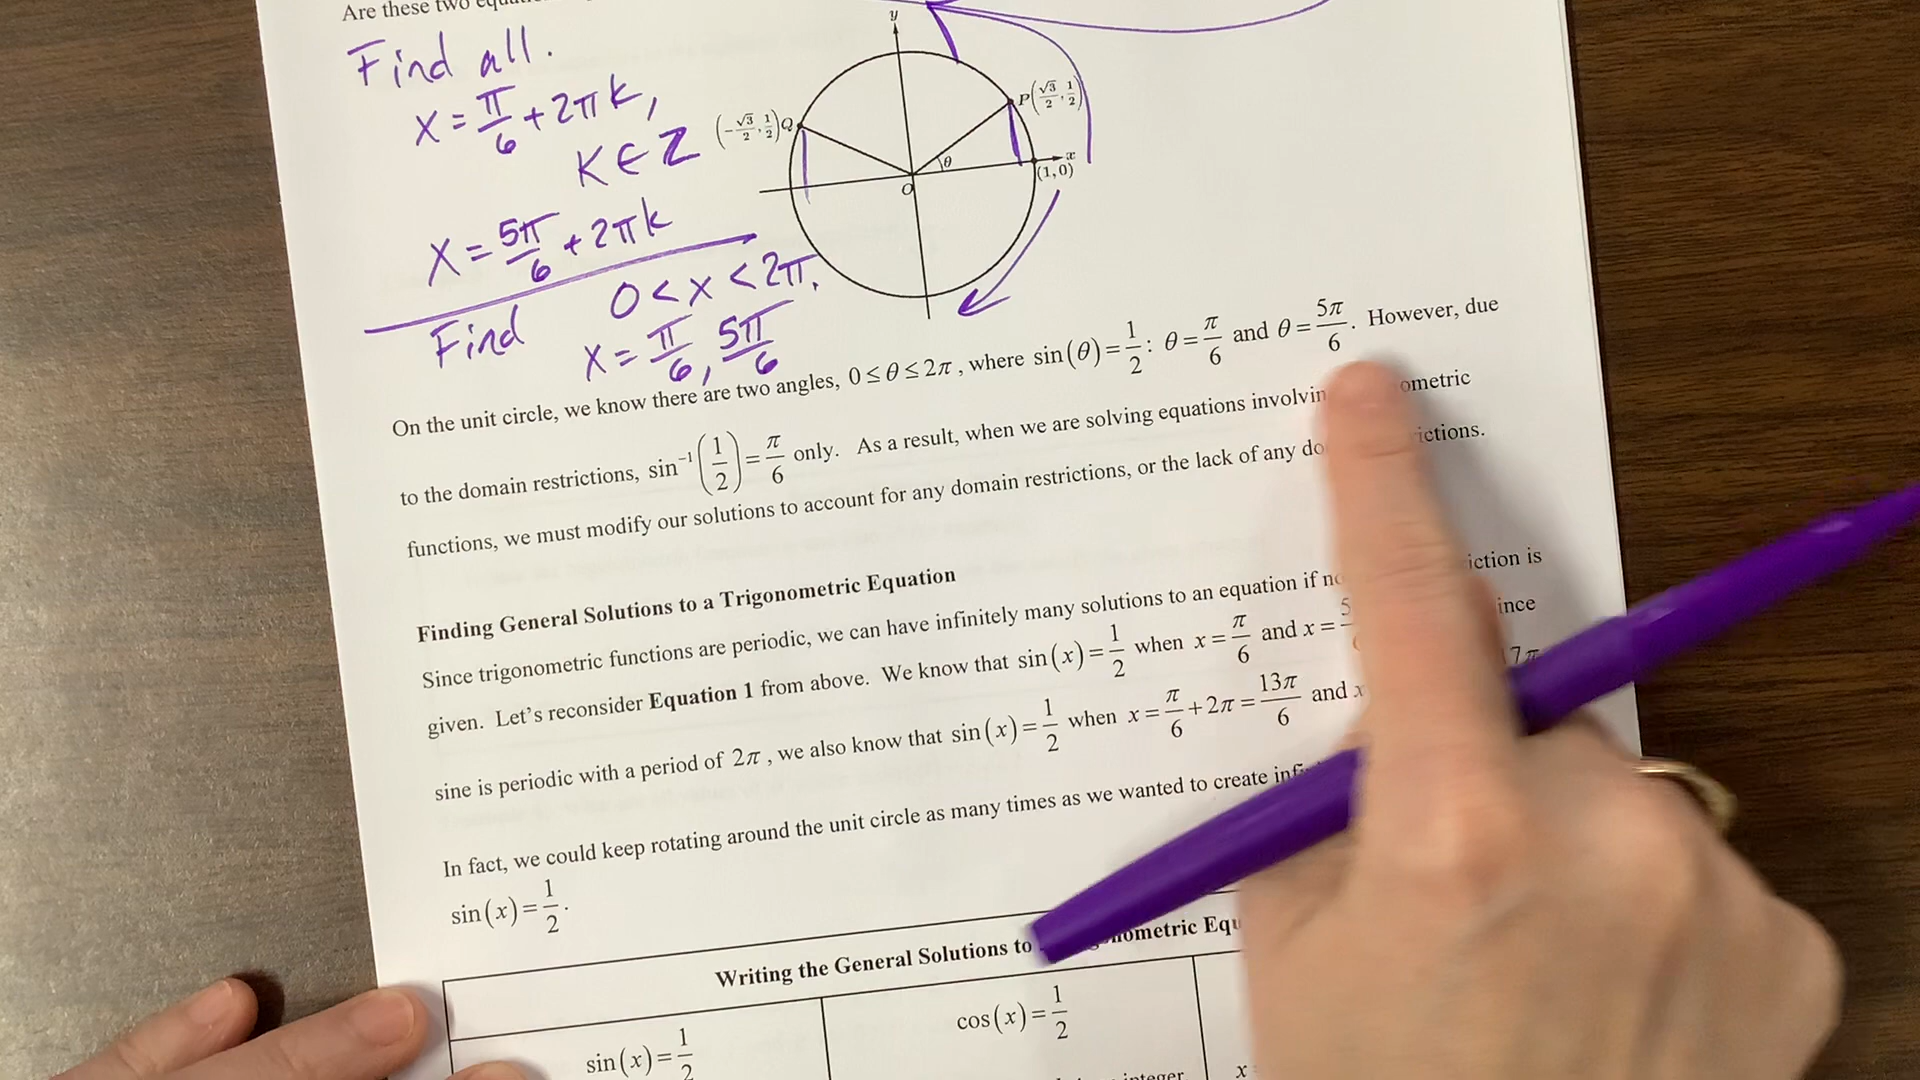 Are these two
Find all.
x = π/6 + 2πk,
K ∈ Z
x = 5π/6 + 2πk
Find 0 < x < 2π.
x = π/6, 5π/6
y
P(√3/2, 1/2)
(-√3/2, 1/2) Q
θ
x
O
(1, 0)
On the unit circle, we know there are two angles, 0 ≤ θ ≤ 2π, where sin(θ) = 1/2: θ = π/6 and θ = 5π/6. However, due
to the domain restrictions, sin⁻¹(1/2) = π/6 only. As a result, when we are solving equations involvin ometric
functions, we must modify our solutions to account for any domain restrictions, or the lack of any do ictions.
Finding General Solutions to a Trigonometric Equation
Since trigonometric functions are periodic, we can have infinitely many solutions to an equation if no iction is
given. Let's reconsider Equation 1 from above. We know that sin(x) = 1/2 when x = π/6 and x = 5 ince
sine is periodic with a period of 2π, we also know that sin(x) = 1/2 when x = π/6 + 2π = 13π/6 and x 7π
In fact, we could keep rotating around the unit circle as many times as we wanted to create
sin(x) = 1/2.
Writing the General Solutions to ometric Equ
sin(x) = 1/2
cos(x) = 1/2
integer
x